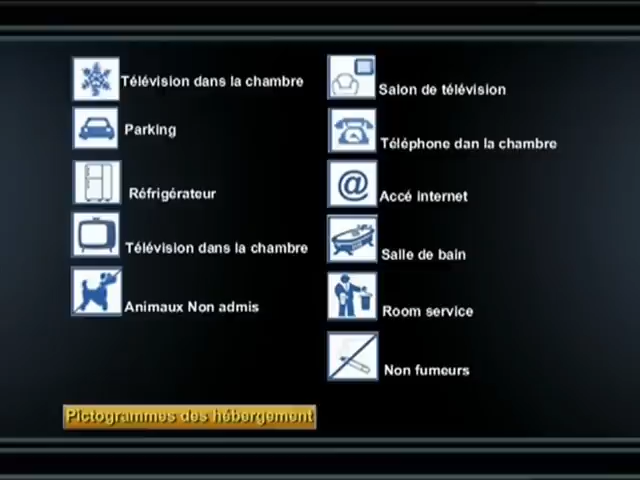 Télévision dans la chambre
Parking
Réfrigérateur
Télévision dans la chambre
Animaux Non admis
Salon de télévision
Téléphone dan la chambre
@
Accé internet
Salle de bain
Room service
Non fumeurs
Pictogrammes des hébergement